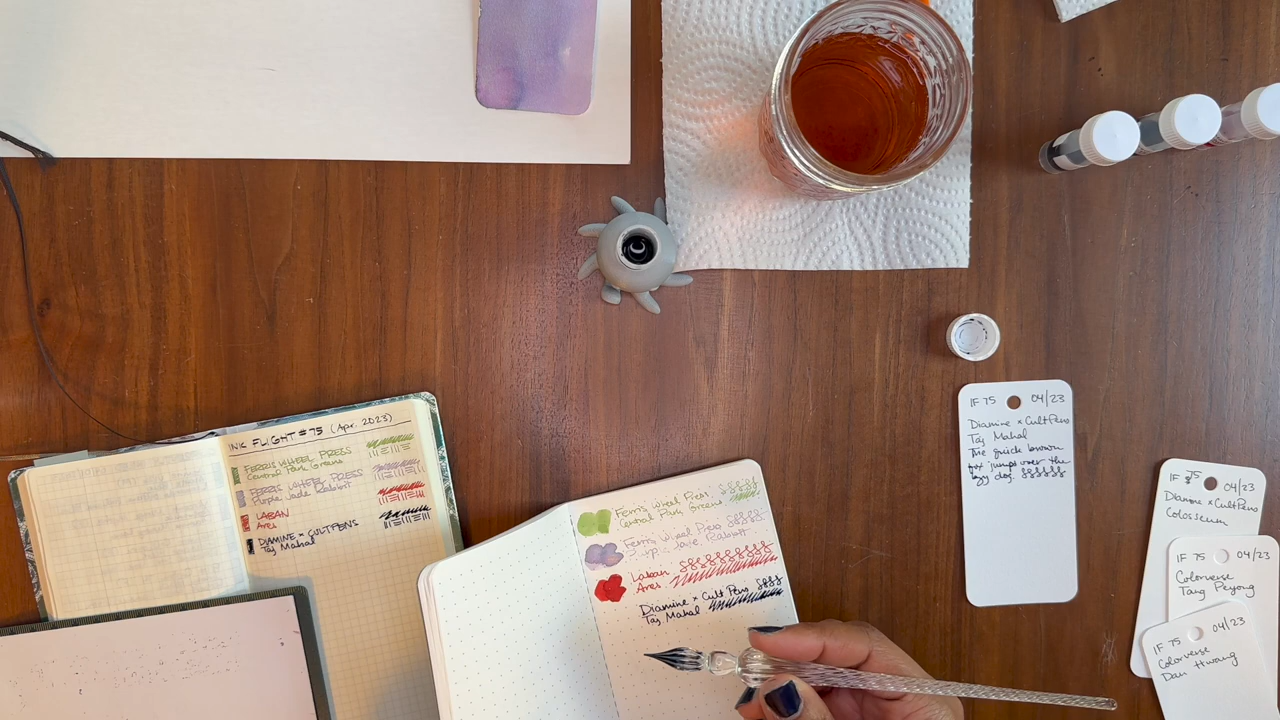 INK FLIGHT #75 (Apr. 2023)
FERRIS WHEEL PRESS
Central Park Greens
FERRIS WHEEL PRESS
Purple Jade Rabbit
LABAN
Ares
DIAMINE × CULT PENS
Taj Mahal
Ferris Wheel Press
Central Park Greens
Ferris Wheel Press
Jade Rabbit
Laban
Ares
Diamine × Cult Pens
Taj Mahal
IF 75 04/23
Diamine × Cult Pens
Taj Mahal
The quick brown
fox jumps over the
lazy dog.
IF 75 04/23
Diamine × Cult Pens
Colosseum
IF 75 04/23
Colorverse
Tang Peyong
IF 75 04/23
Colorverse
Dan Hwang